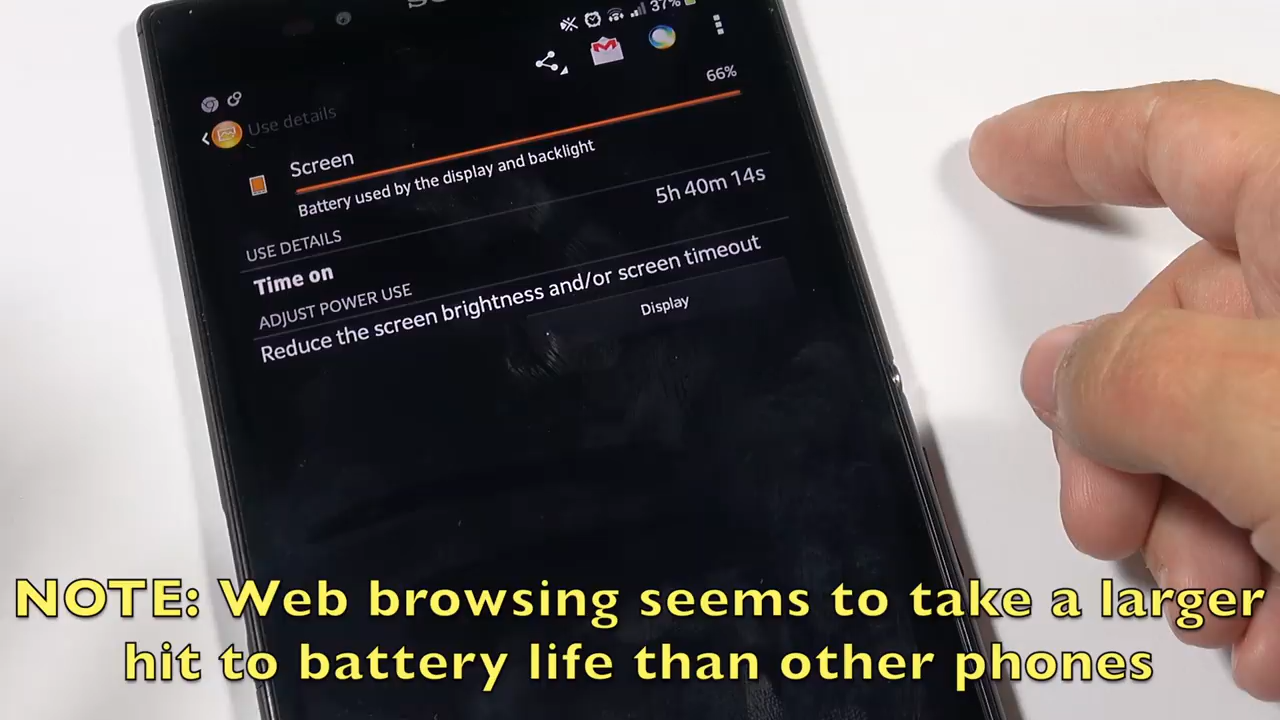 37%
Use details
66%
Screen
Battery used by the display and backlight
USE DETAILS
Time on
5h 40m 14s
ADJUST POWER USE
Reduce the screen brightness and/or screen timeout
Display
NOTE: Web browsing seems to take a larger
hit to battery life than other phones